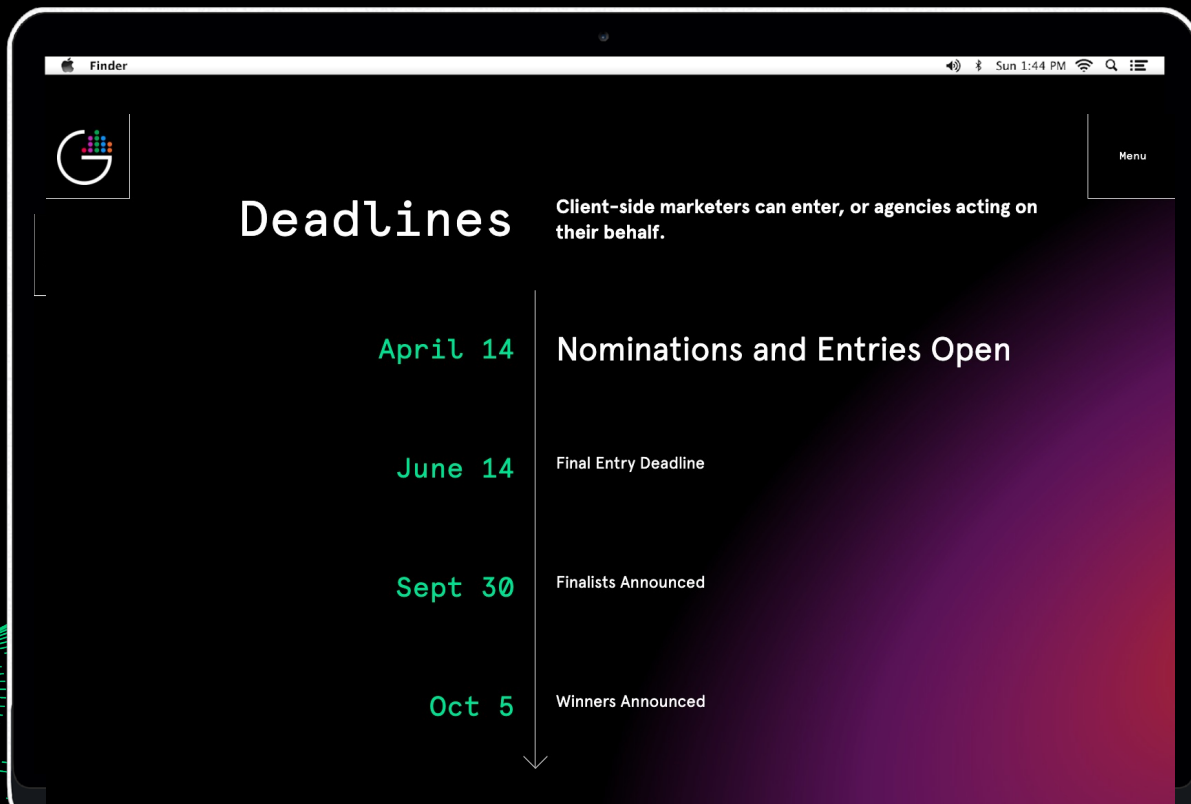 Finder
Sun 1:44 PM
Menu
Deadlines
Client-side marketers can enter, or agencies acting on
their behalf.
April 14
Nominations and Entries Open
June 14
Final Entry Deadline
Sept 30
Finalists Announced
Oct 5
Winners Announced